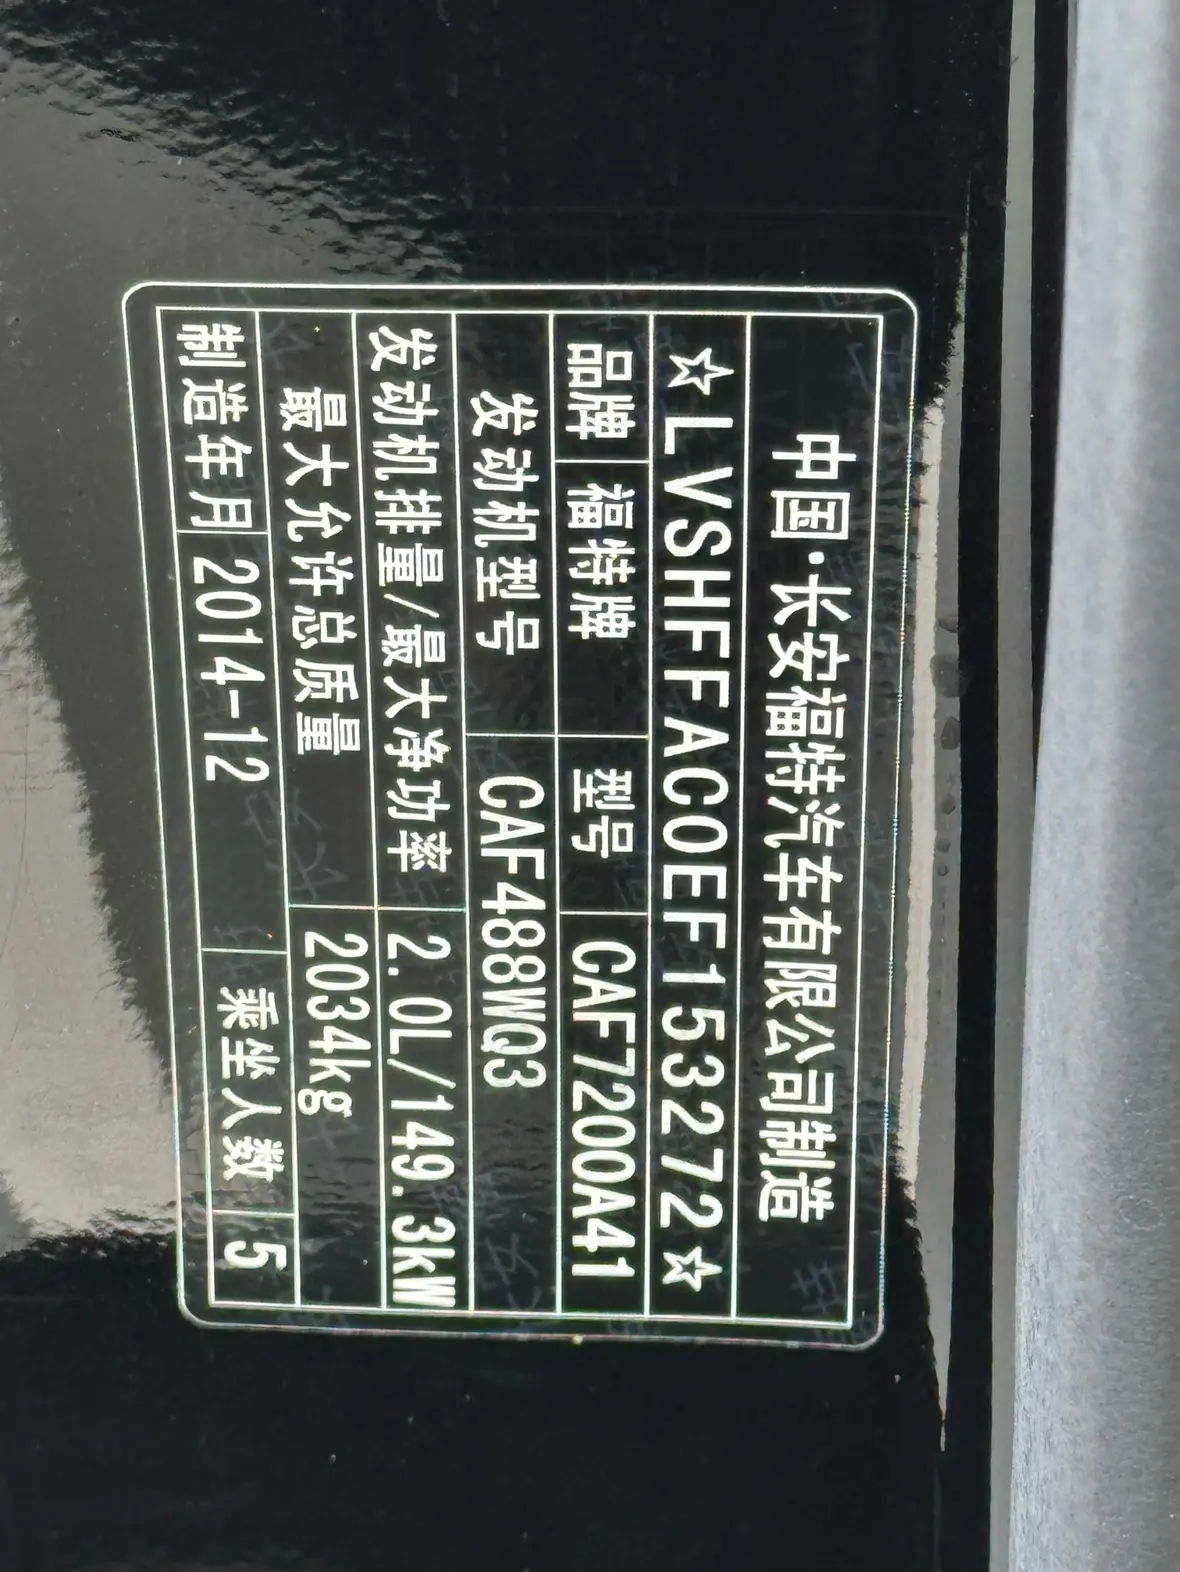 中国·长安福特汽车有限公司制造
☆LVSHFFAC0EF153272☆
品牌 福特牌 型号 CAF7200A41
发动机型号 CAF488WQ3
发动机排量/最大净功率 2.0L/149.3kW
最大允许总质量 2034kg
制造年月 2014-12 乘坐人数 5